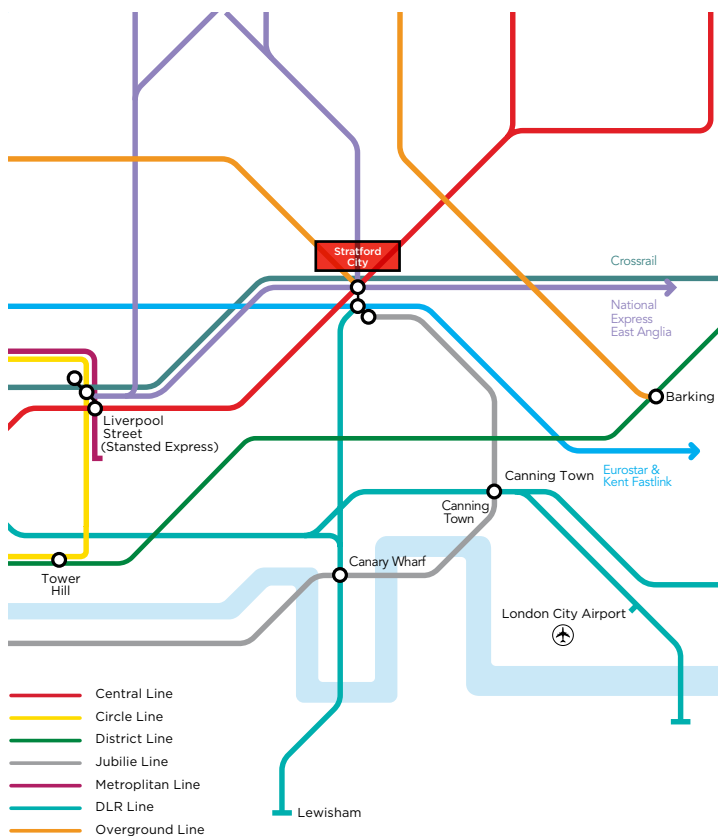 Stratford
City
Crossrail
National
Express
East Anglia
Barking
Liverpool
Street
(Stansted Express)
Eurostar &
Kent Fastlink
Canning Town
Canning
Town
Canary Wharf
Tower
Hill
London City Airport
Central Line
Circle Line
District Line
Jubilie Line
Metroplitan Line
DLR Line
Lewisham
Overground Line